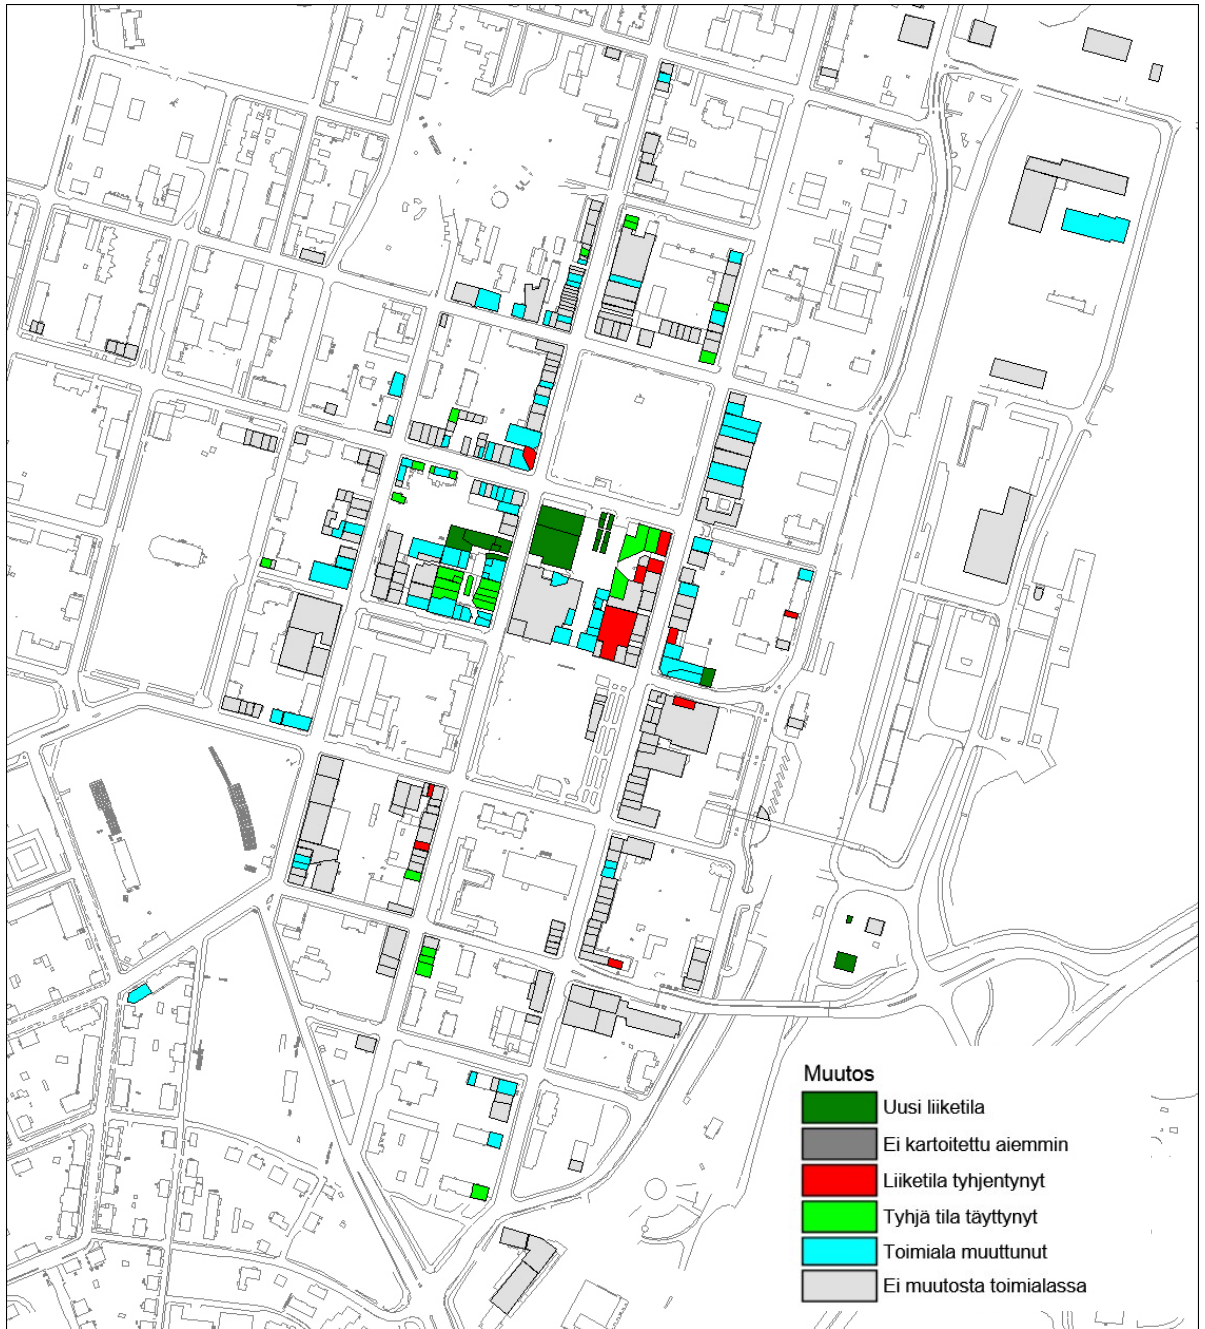 Muutos
Uusi liiketila
Ei kartoitettu aiemmin
Liiketila tyhjentynyt
Tyhjä tila täyttynyt
Toimiala muuttunut
Ei muutosta toimialassa